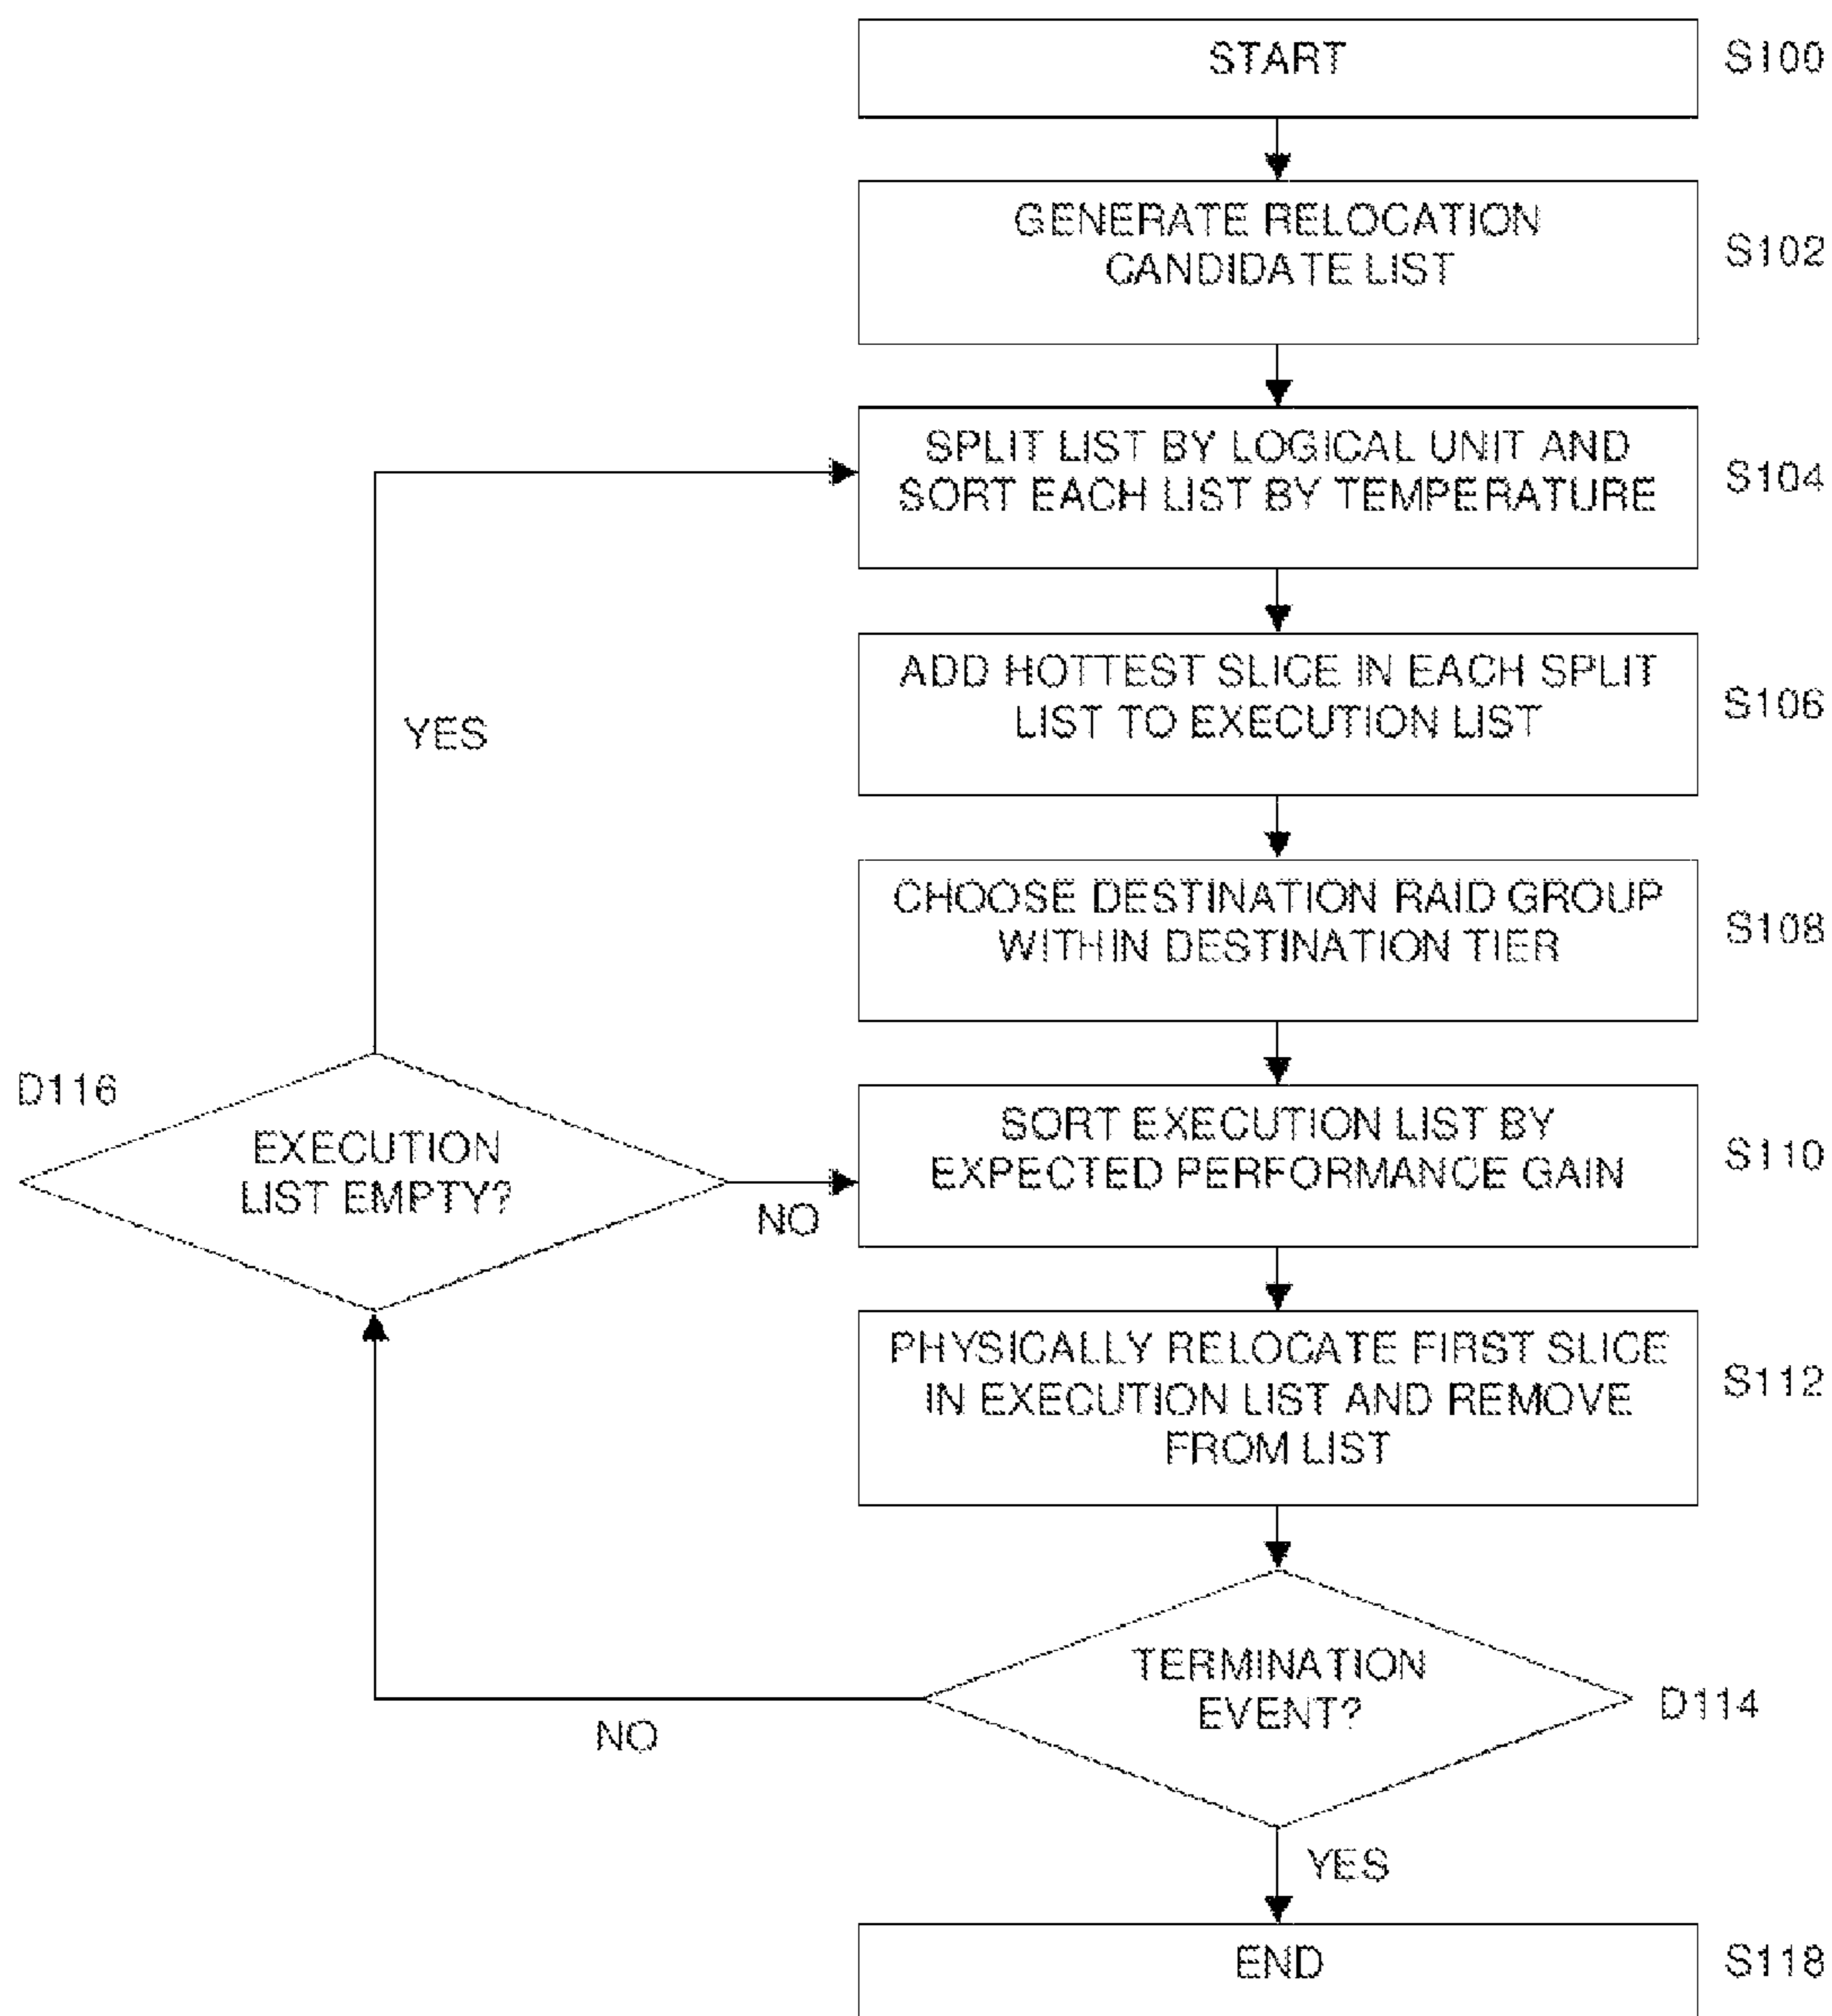 START
S100
GENERATE RELOCATION
CANDIDATE LIST
S102
SPLIT LIST BY LOGICAL UNIT AND
SORT EACH LIST BY TEMPERATURE
S104
ADD HOTTEST SLICE IN EACH SPLIT
LIST TO EXECUTION LIST
S106
YES
CHOOSE DESTINATION RAID GROUP
WITHIN DESTINATION TIER
S108
D116
EXECUTION
LIST EMPTY?
NO
SORT EXECUTION LIST BY
EXPECTED PERFORMANCE GAIN
S110
PHYSICALLY RELOCATE FIRST SLICE
IN EXECUTION LIST AND REMOVE
FROM LIST
S112
TERMINATION
EVENT?
D114
NO
YES
END
S118